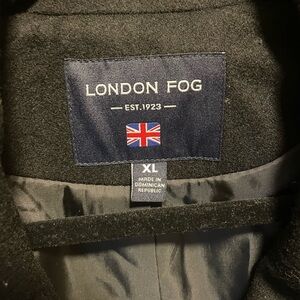 LONDON FOG
— EST.1923 —
XL
MADE IN
DOMINICAN
REPUBLIC